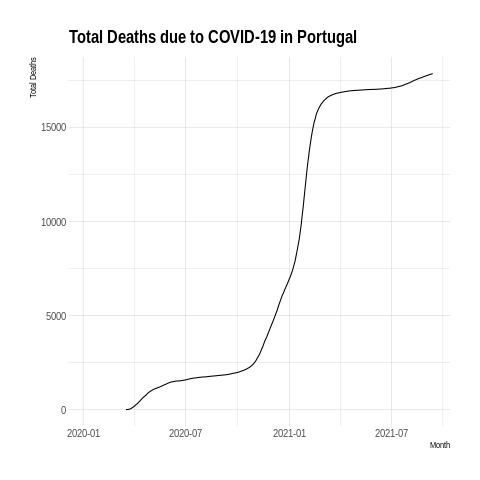 Total Deaths due to COVID-19 in Portugal
Total Deaths
15000
10000
5000
0
2020-01 2020-07 2021-01 2021-07
Month